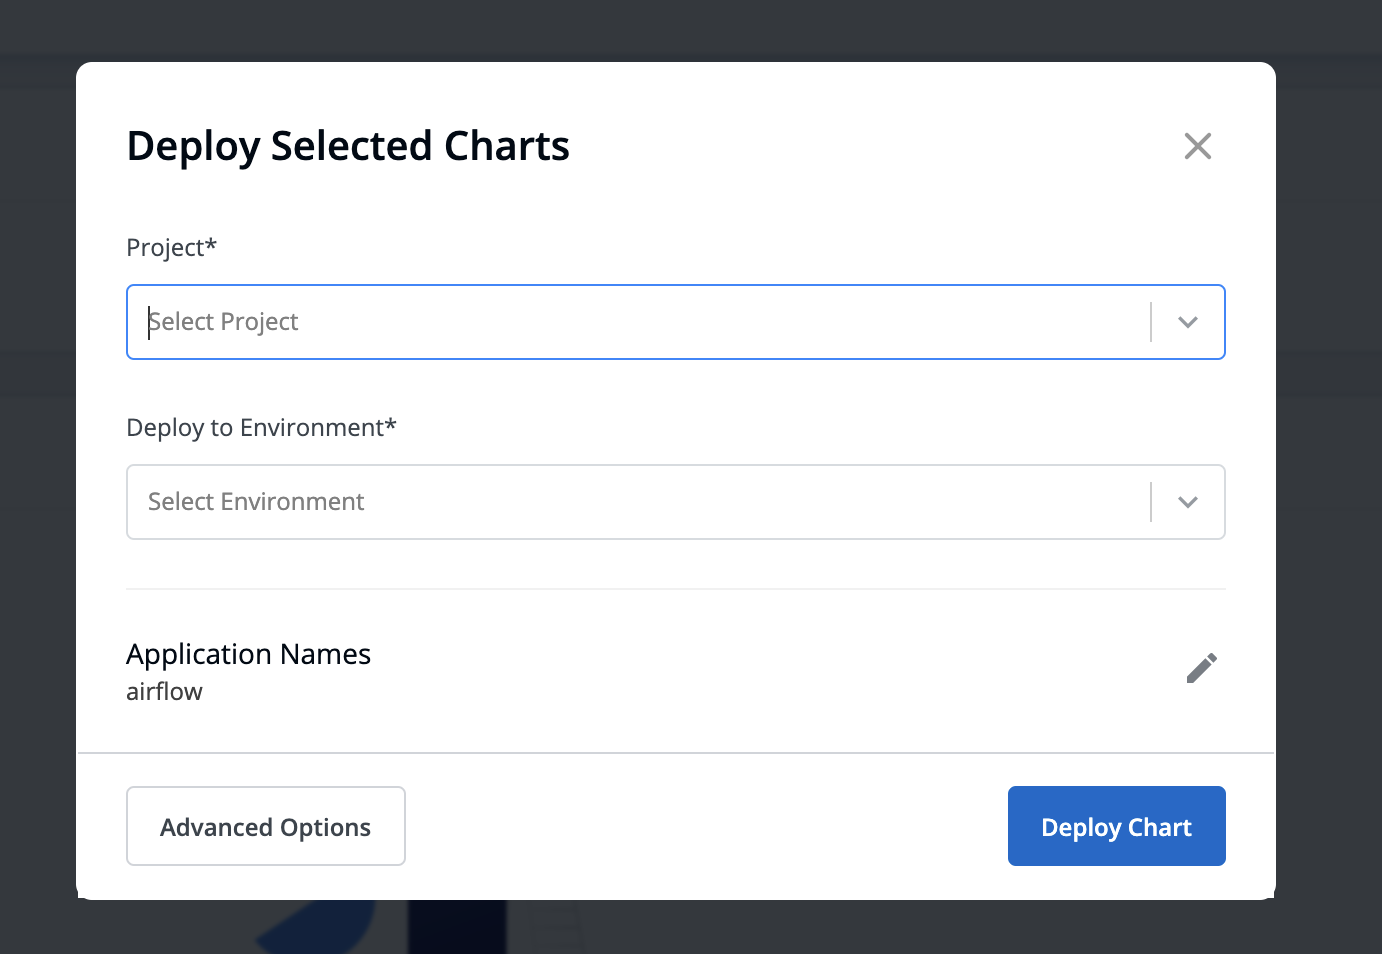 Deploy Selected Charts
Project*
Select Project
Deploy to Environment*
Select Environment
Application Names
airflow
Advanced Options
Deploy Chart